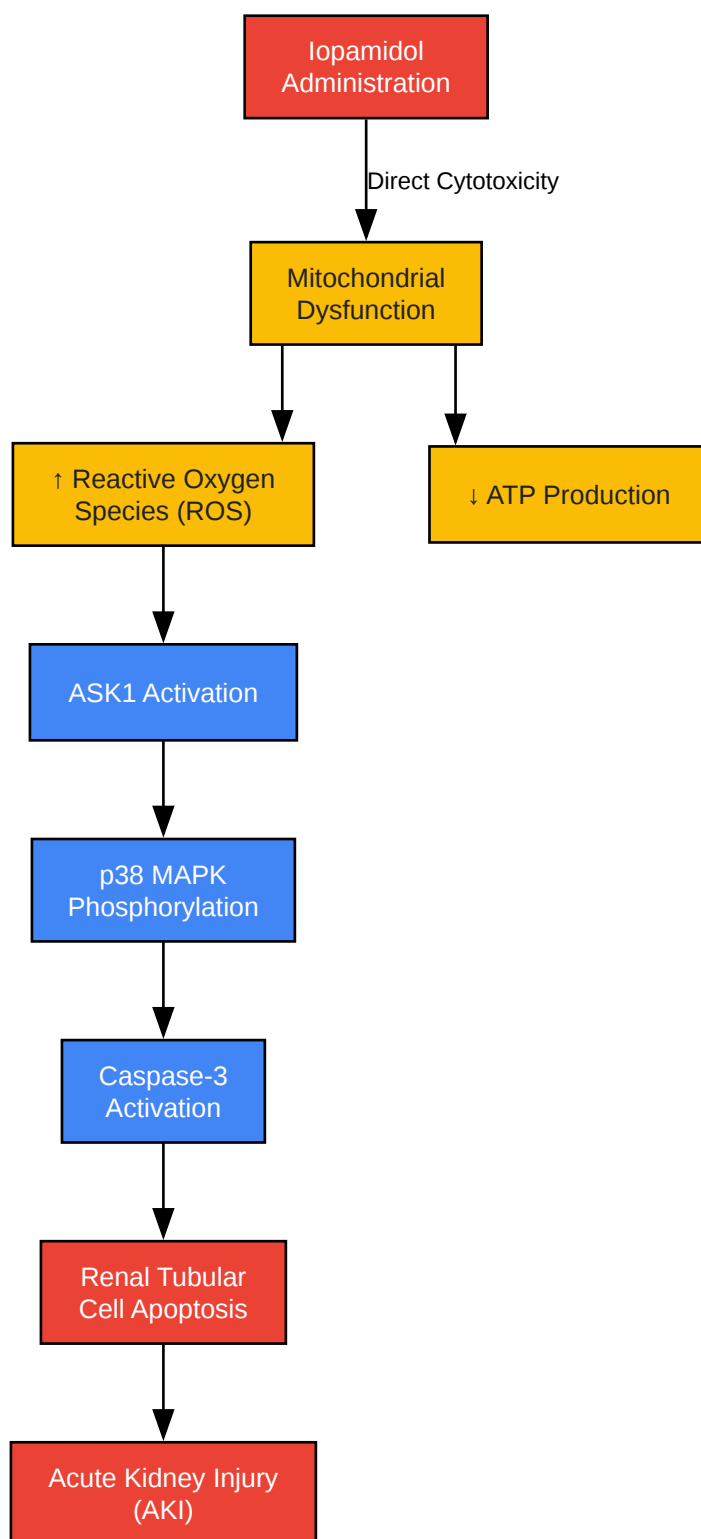 Iopamidol
Administration
Direct Cytotoxicity
Mitochondrial
Dysfunction
↑ Reactive Oxygen
Species (ROS)
↓ ATP Production
ASK1 Activation
p38 MAPK
Phosphorylation
Caspase-3
Activation
Renal Tubular
Cell Apoptosis
Acute Kidney Injury
(AKI)